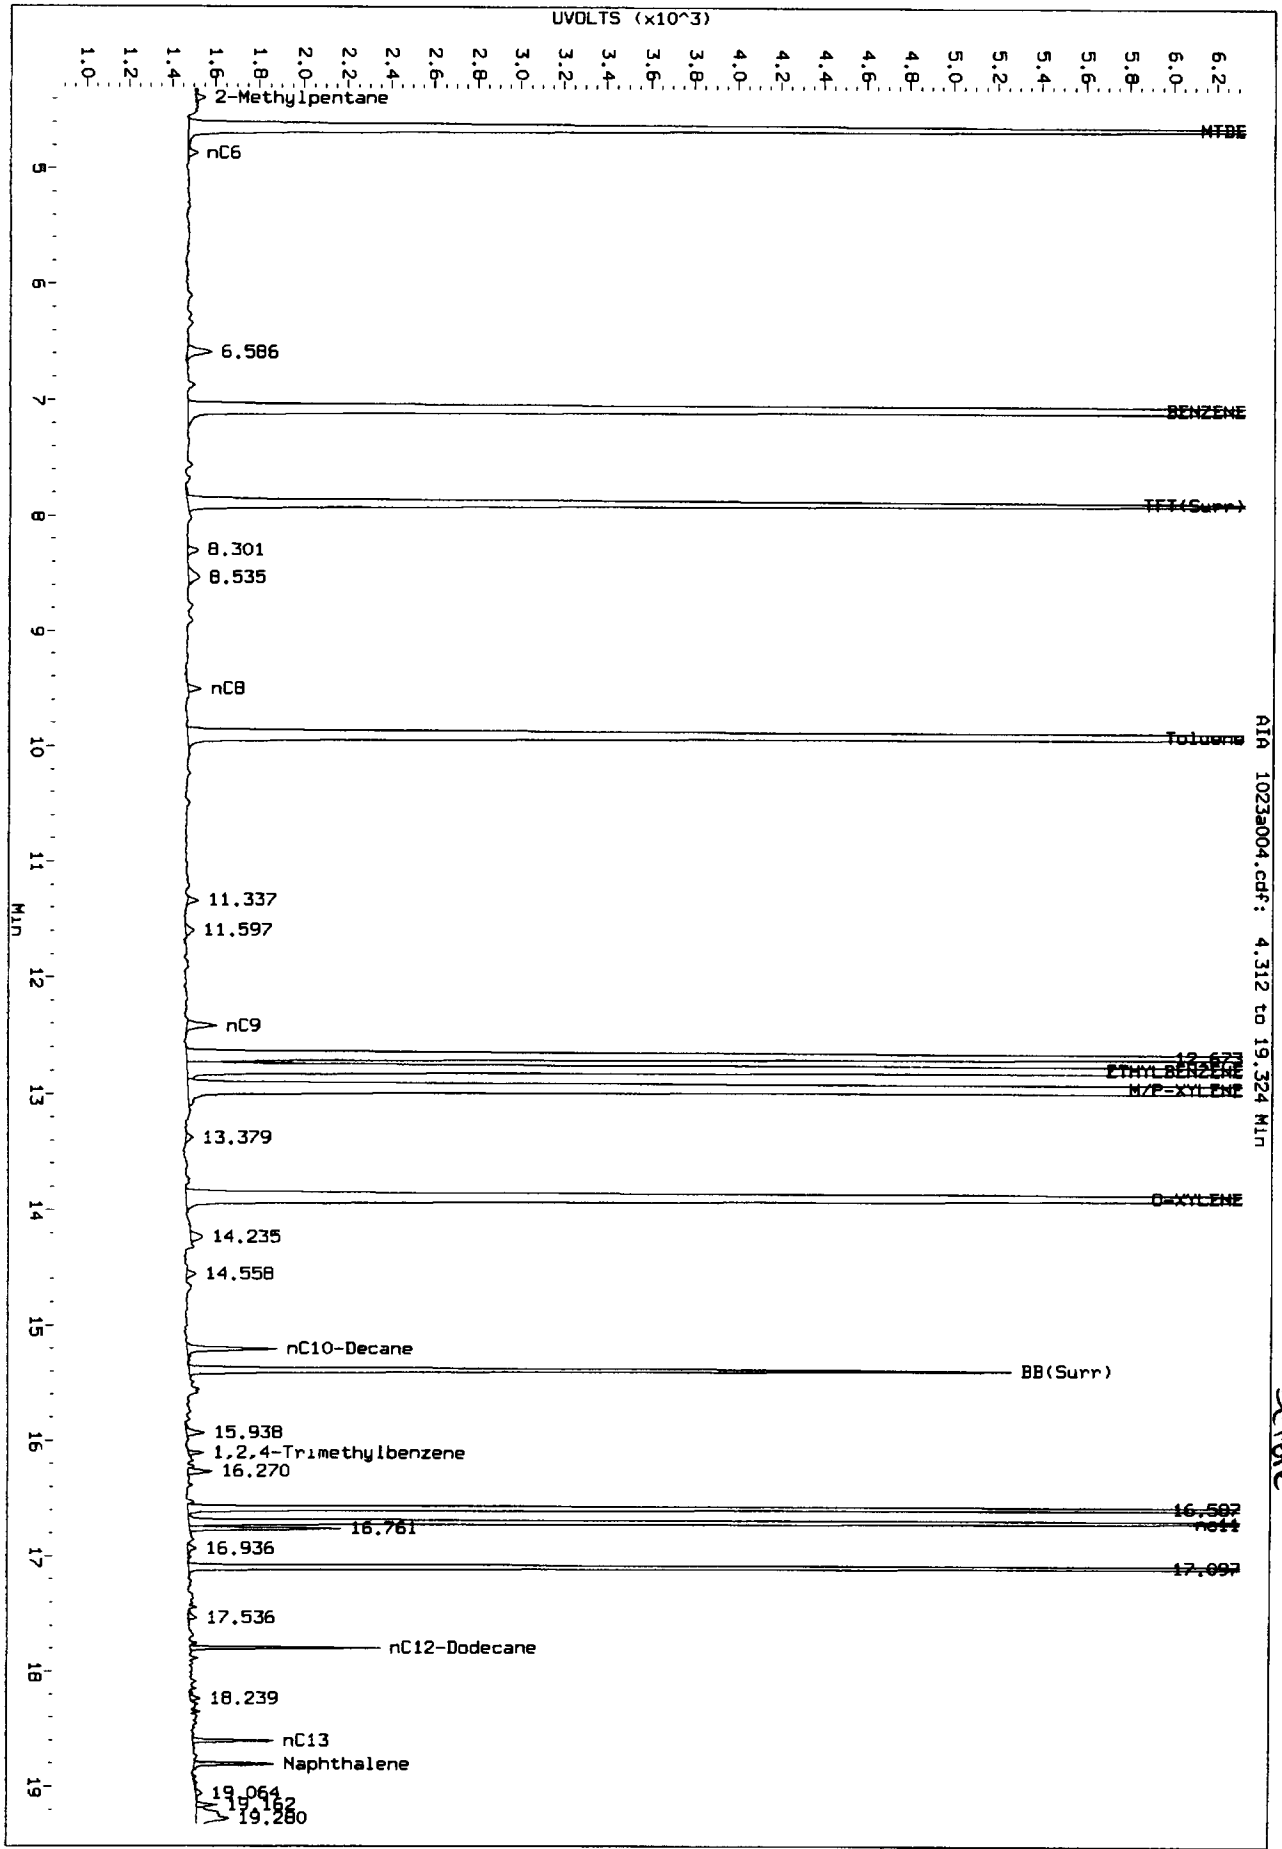 UVOLTS (x10^3)
1.0
1.2
1.4
1.6
1.8
2.0
2.2
2.4
2.6
2.8
3.0
3.2
3.4
3.6
3.8
4.0
4.2
4.4
4.6
4.8
5.0
5.2
5.4
5.6
5.8
6.0
6.2
2-Methylpentane
MTBE
nC6
5
6
6.586
7
BENZENE
TFT(Surr)
8
8.301
8.535
9
nC8
Toluene
10
AIA 1023a004.cdf: 4.312 to 19.324 Min
11
11.337
11.597
Min
12
nC9
12.673
ETHYLBENZENE
M/P-XYLENE
13
13.379
O-XYLENE
14
14.235
14.558
15
nC10-Decane
BB(Surr)
15.938
16
1,2,4-Trimethylbenzene
16.270
16.587
nc11
16.761
16.936
17
17.097
17.536
nC12-Dodecane
18
18.239
nC13
Naphthalene
19
19.064
19.162
19.280